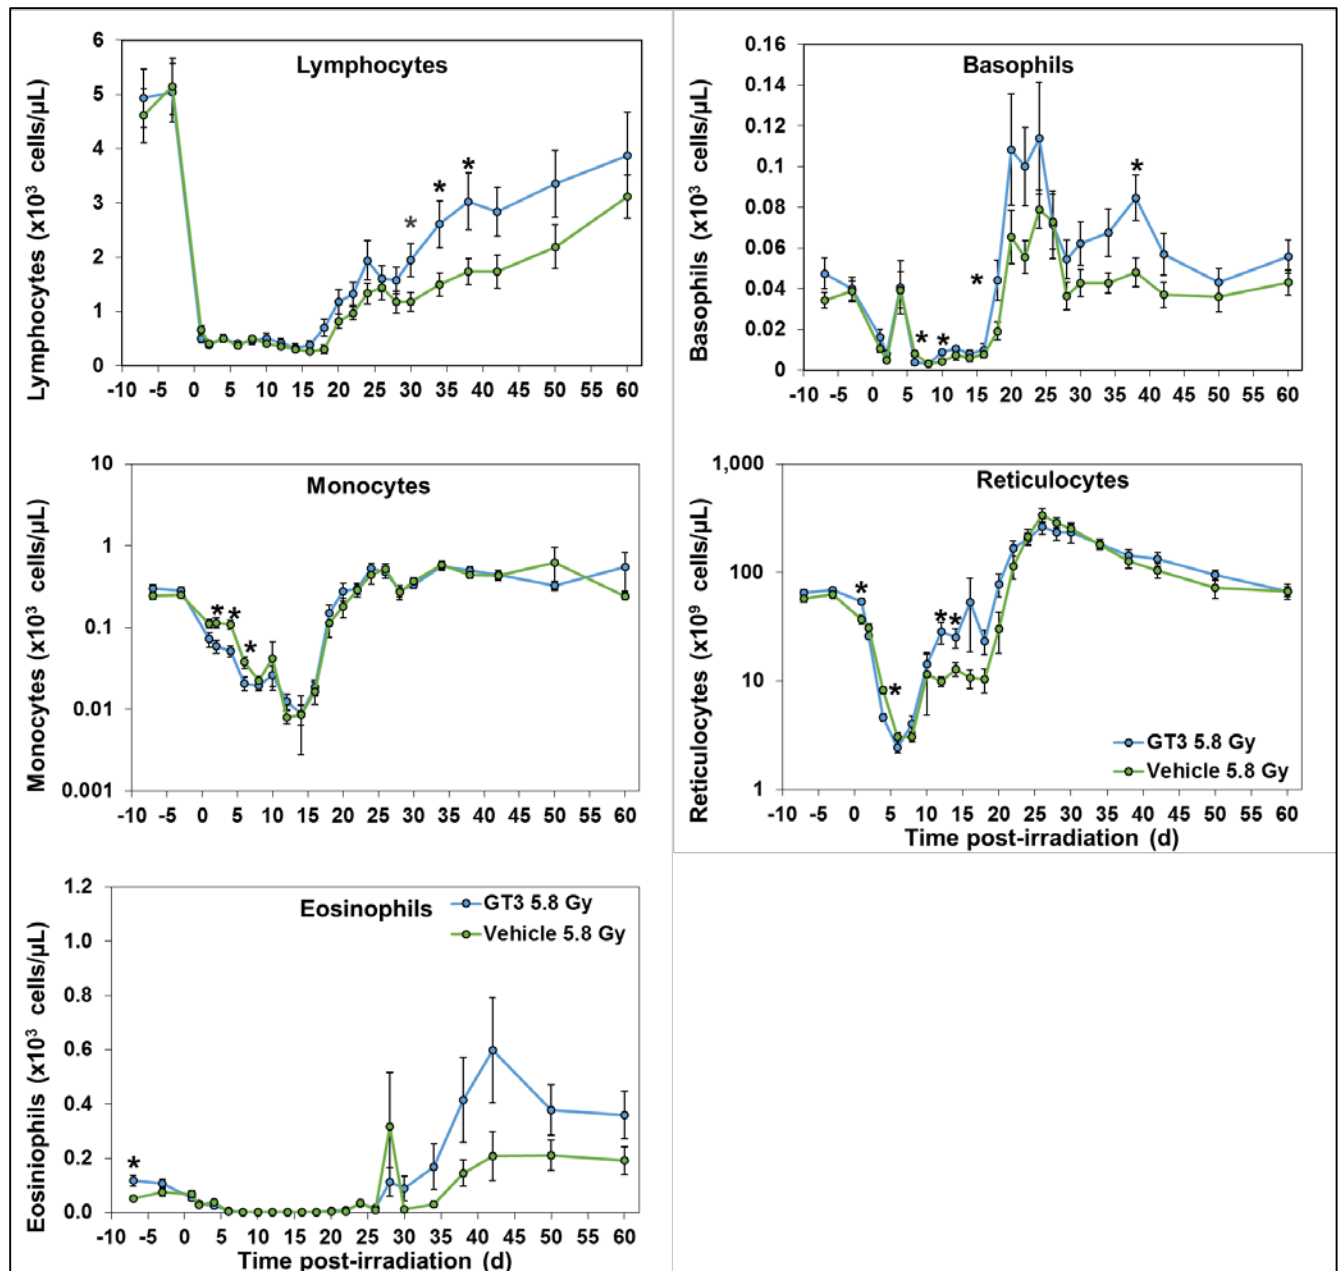 Lymphocytes
Lymphocytes (x10³ cells/µL)
6
5
4
3
2
1
0
* * *
-10 -5 0 5 10 15 20 25 30 35 40 45 50 55 60
Basophils
Basophils (x10³ cells/µL)
0.16
0.14
0.12
0.1
0.08
0.06
0.04
0.02
0
* * * *
-10 -5 0 5 10 15 20 25 30 35 40 45 50 55 60
Monocytes
Monocytes (x10³ cells/µL)
10
1
0.1
0.01
0.001
* * *
-10 -5 0 5 10 15 20 25 30 35 40 45 50 55 60
Reticulocytes
Reticulocytes (x10⁹ cells/µL)
1,000
100
10
1
* * * *
GT3 5.8 Gy
Vehicle 5.8 Gy
-10 -5 0 5 10 15 20 25 30 35 40 45 50 55 60
Time post-irradiation (d)
Eosinophils
GT3 5.8 Gy
Vehicle 5.8 Gy
Eosiniophils (x10³ cells/µL)
1.2
1.0
0.8
0.6
0.4
0.2
0.0
*
-10 -5 0 5 10 15 20 25 30 35 40 45 50 55 60
Time post-irradiation (d)